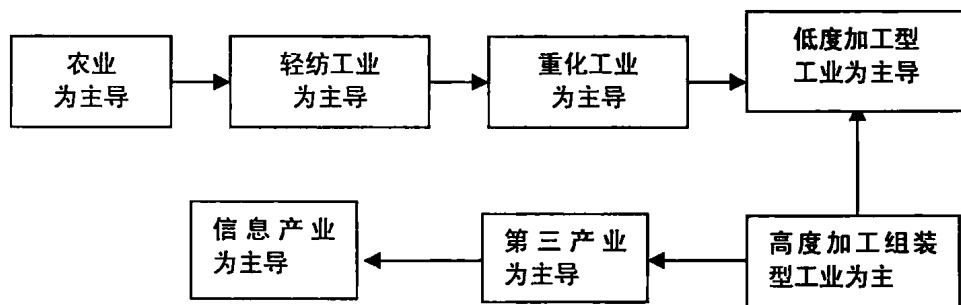 农业
为主导
轻纺工业
为主导
重化工业
为主导
低度加工型
工业为主导
信息产业
为主导
第三产业
为主导
高度加工组装
型工业为主